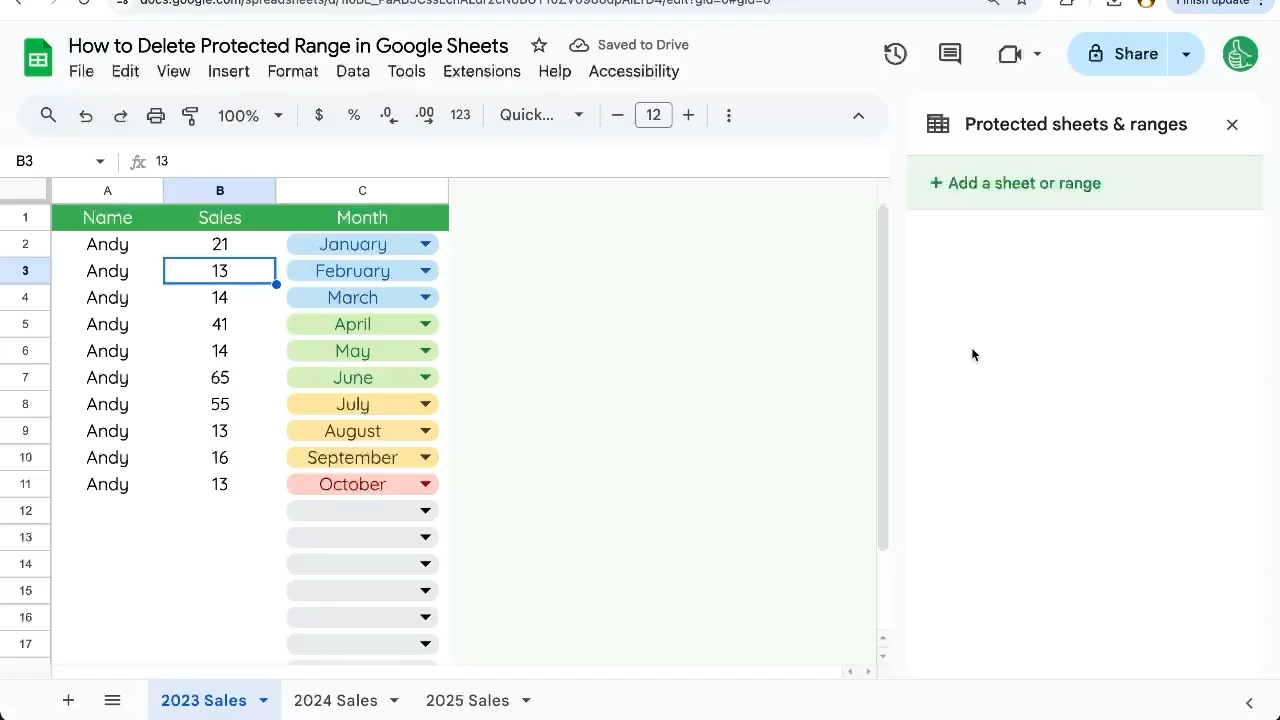 How to Delete Protected Range in Google Sheets Saved to Drive
File Edit View Insert Format Data Tools Extensions Help Accessibility
Share
100% $ % .0 .00 123 Quick... − 12 +
Protected sheets & ranges
B3 fx 13
+ Add a sheet or range
A B C
1 Name Sales Month
2 Andy 21 January
3 Andy 13 February
4 Andy 14 March
5 Andy 41 April
6 Andy 14 May
7 Andy 65 June
8 Andy 55 July
9 Andy 13 August
10 Andy 16 September
11 Andy 13 October
12
13
14
15
16
17
+ 2023 Sales 2024 Sales 2025 Sales